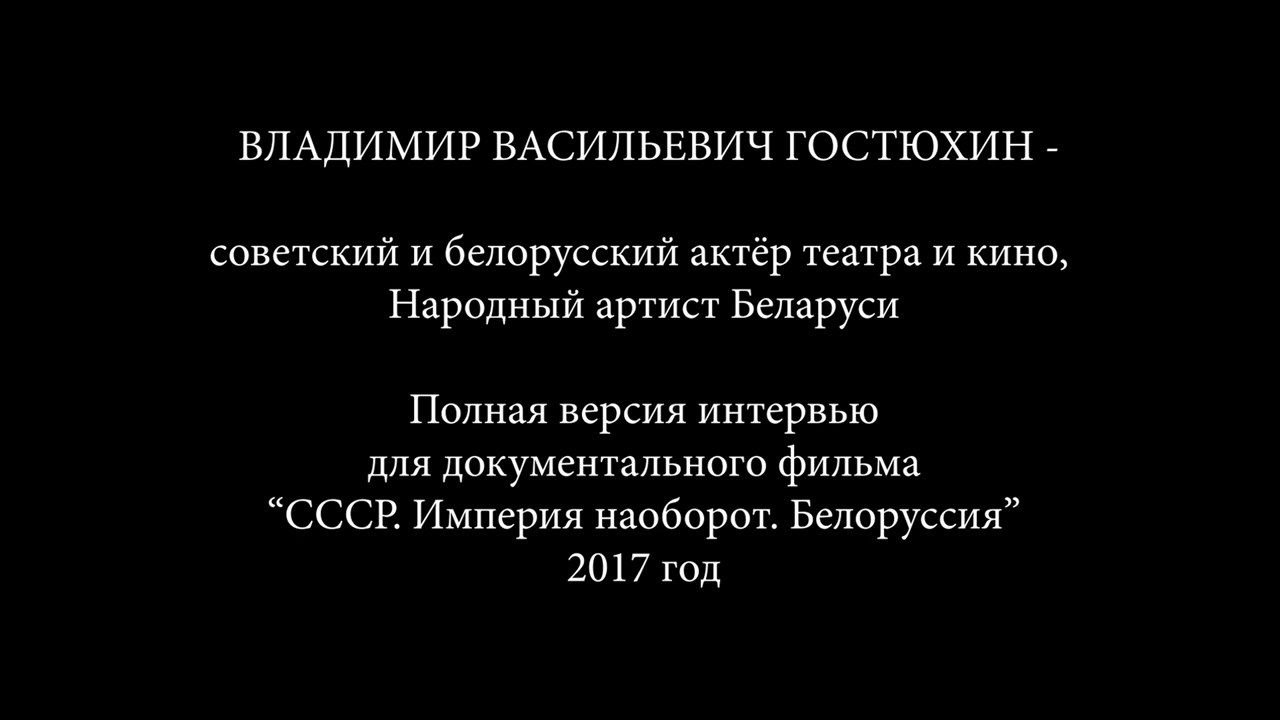 ВЛАДИМИР ВАСИЛЬЕВИЧ ГОСТЮХИН -
советский и белорусский актёр театра и кино,
Народный артист Беларуси
Полная версия интервью
для документального фильма
“СССР. Империя наоборот. Белоруссия”
2017 год